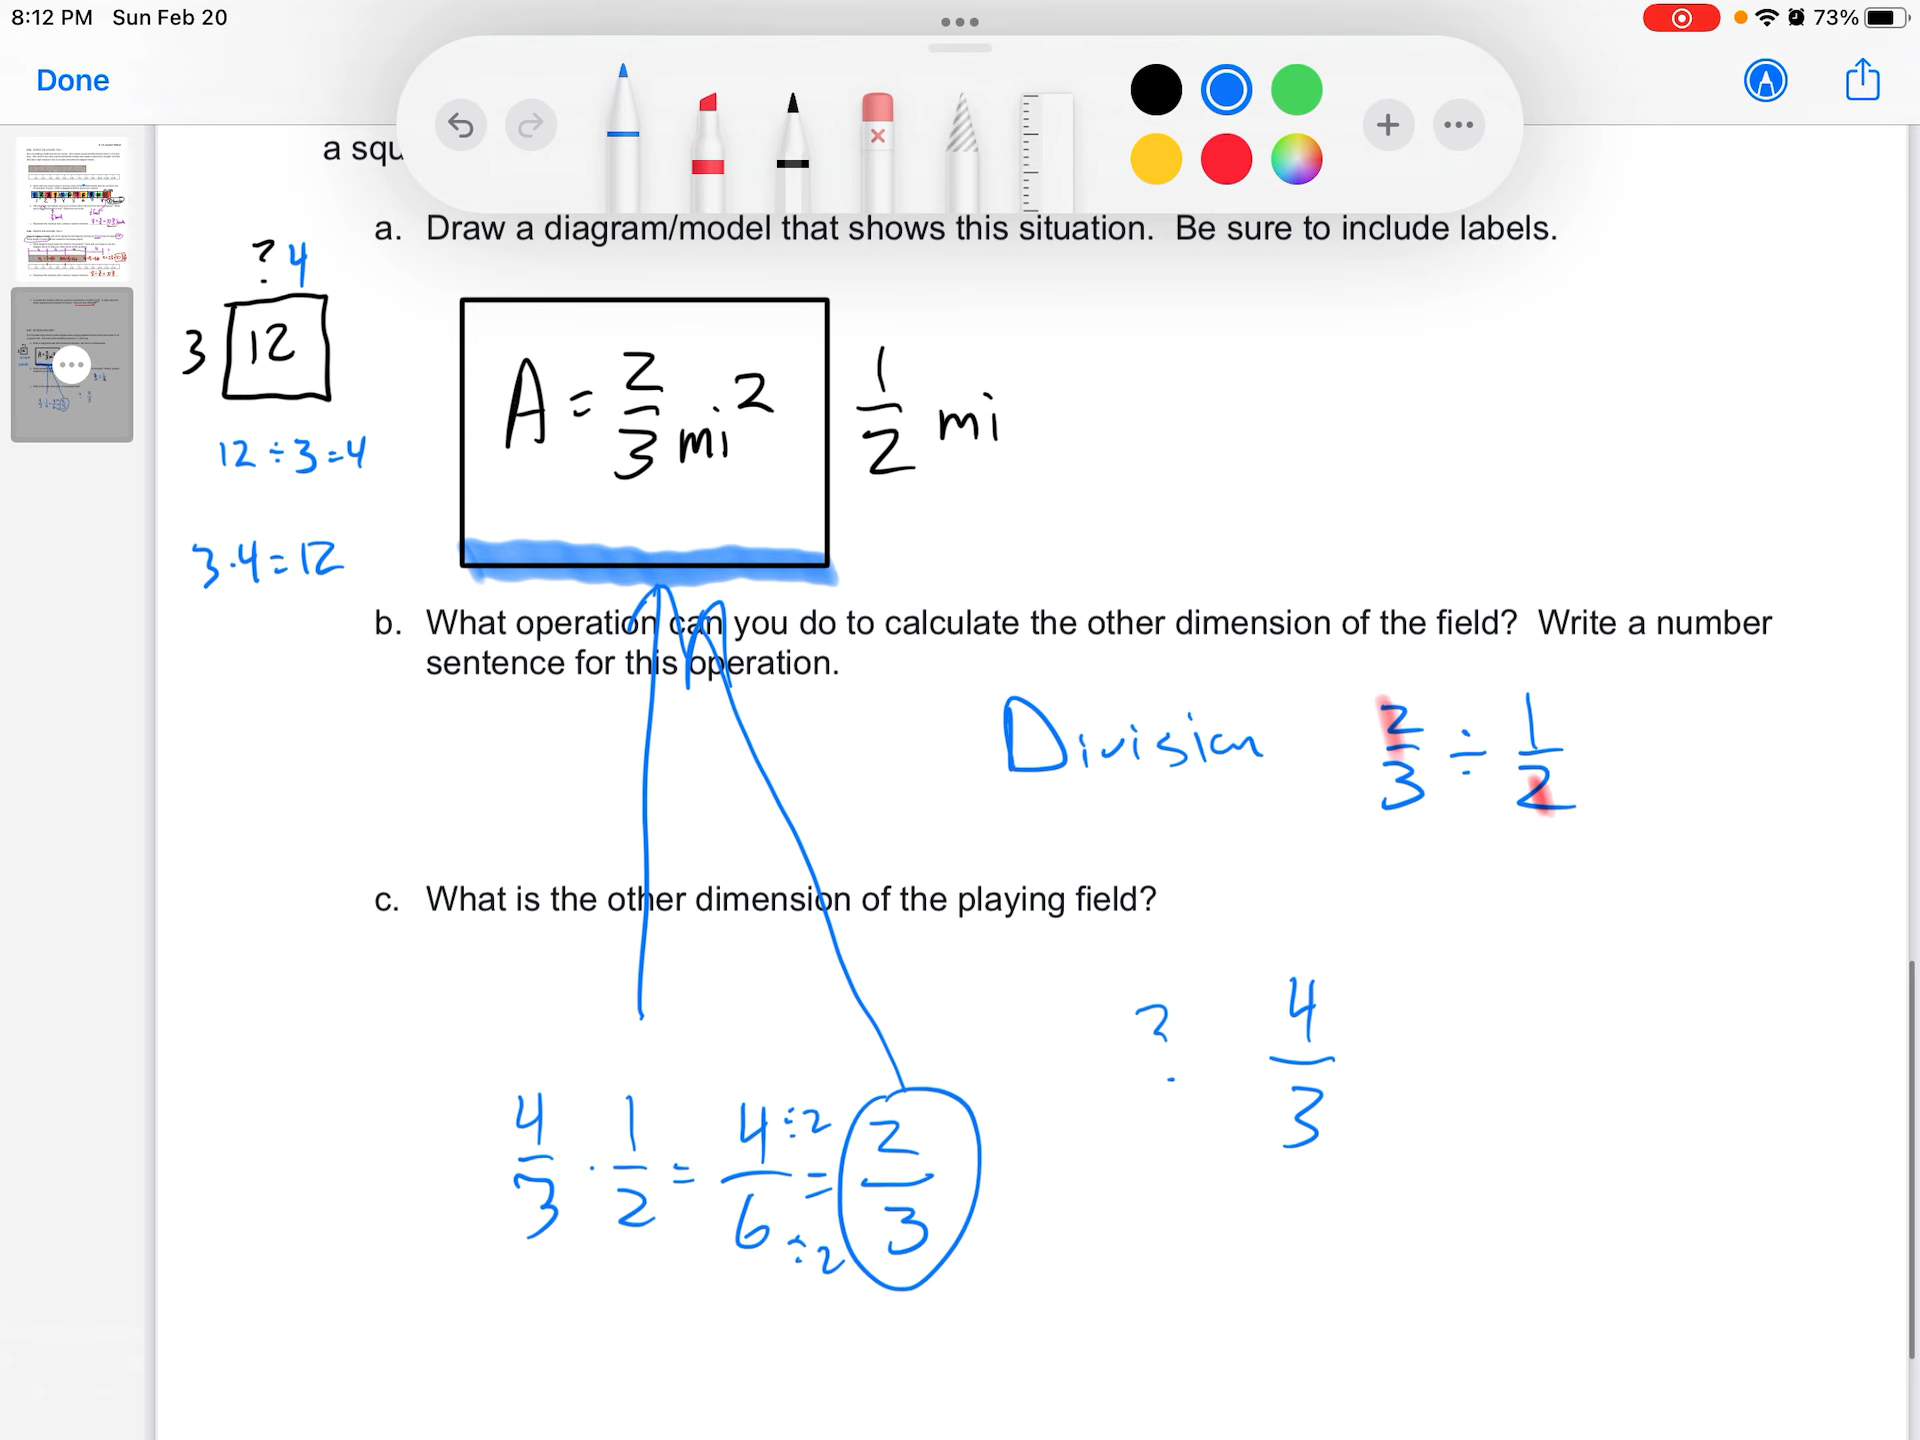 8:12 PM Sun Feb 20
73%
Done
a squ
a. Draw a diagram/model that shows this situation. Be sure to include labels.
? 4
3 12
12 ÷ 3 = 4
3 · 4 = 12
A = 2/3 mi² 1/2 mi
b. What operation can you do to calculate the other dimension of the field? Write a number
sentence for this operation.
Division 2/3 ÷ 1/2
c. What is the other dimension of the playing field?
? 4/3
4/3 · 1/2 = 4÷2/6÷2 = 2/3